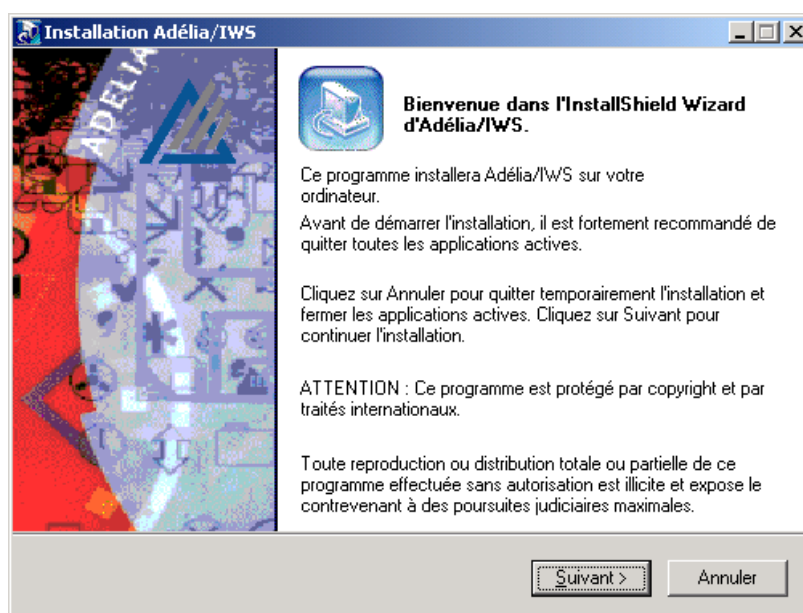 Installation Adélia/IWS
ADELIA
Bienvenue dans l'InstallShield Wizard
d'Adélia/IWS.
Ce programme installera Adélia/IWS sur votre
ordinateur.
Avant de démarrer l'installation, il est fortement recommandé de
quitter toutes les applications actives.
Cliquez sur Annuler pour quitter temporairement l'installation et
fermer les applications actives. Cliquez sur Suivant pour
continuer l'installation.
ATTENTION : Ce programme est protégé par copyright et par
traités internationaux.
Toute reproduction ou distribution totale ou partielle de ce
programme effectuée sans autorisation est illicite et expose le
contrevenant à des poursuites judiciaires maximales.
Suivant >
Annuler